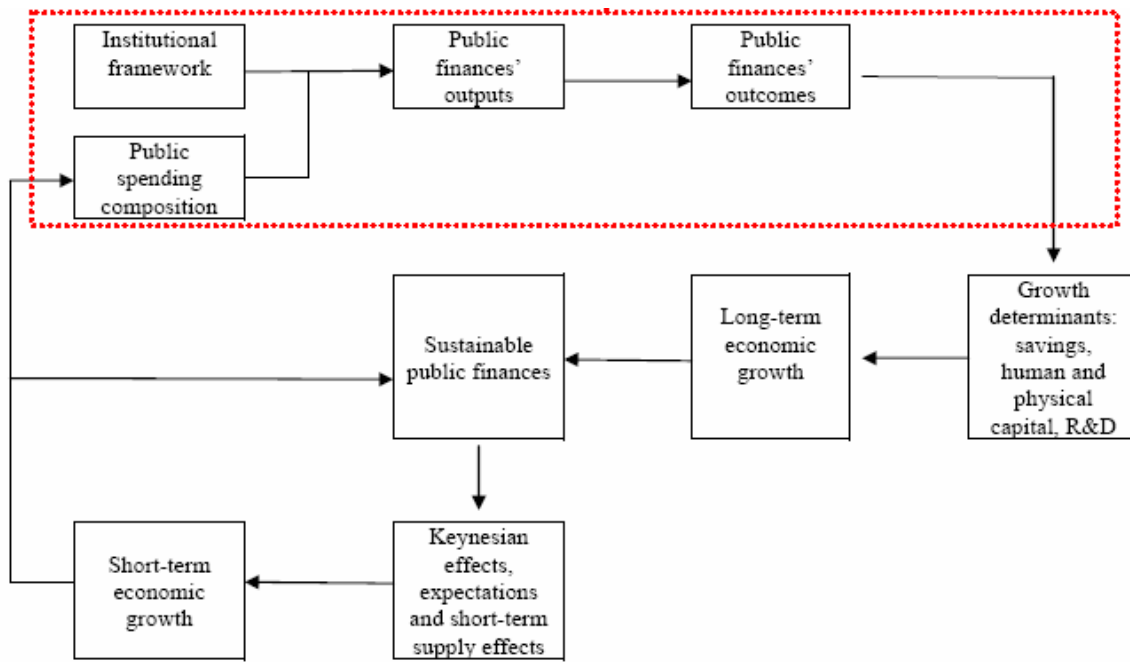 Institutional
framework
Public
finances’
outputs
Public
finances’
outcomes
Public
spending
composition
Sustainable
public finances
Long-term
economic
growth
Growth
determinants:
savings,
human and
physical
capital, R&D
Short-term
economic
growth
Keynesian
effects,
expectations
and short-term
supply effects